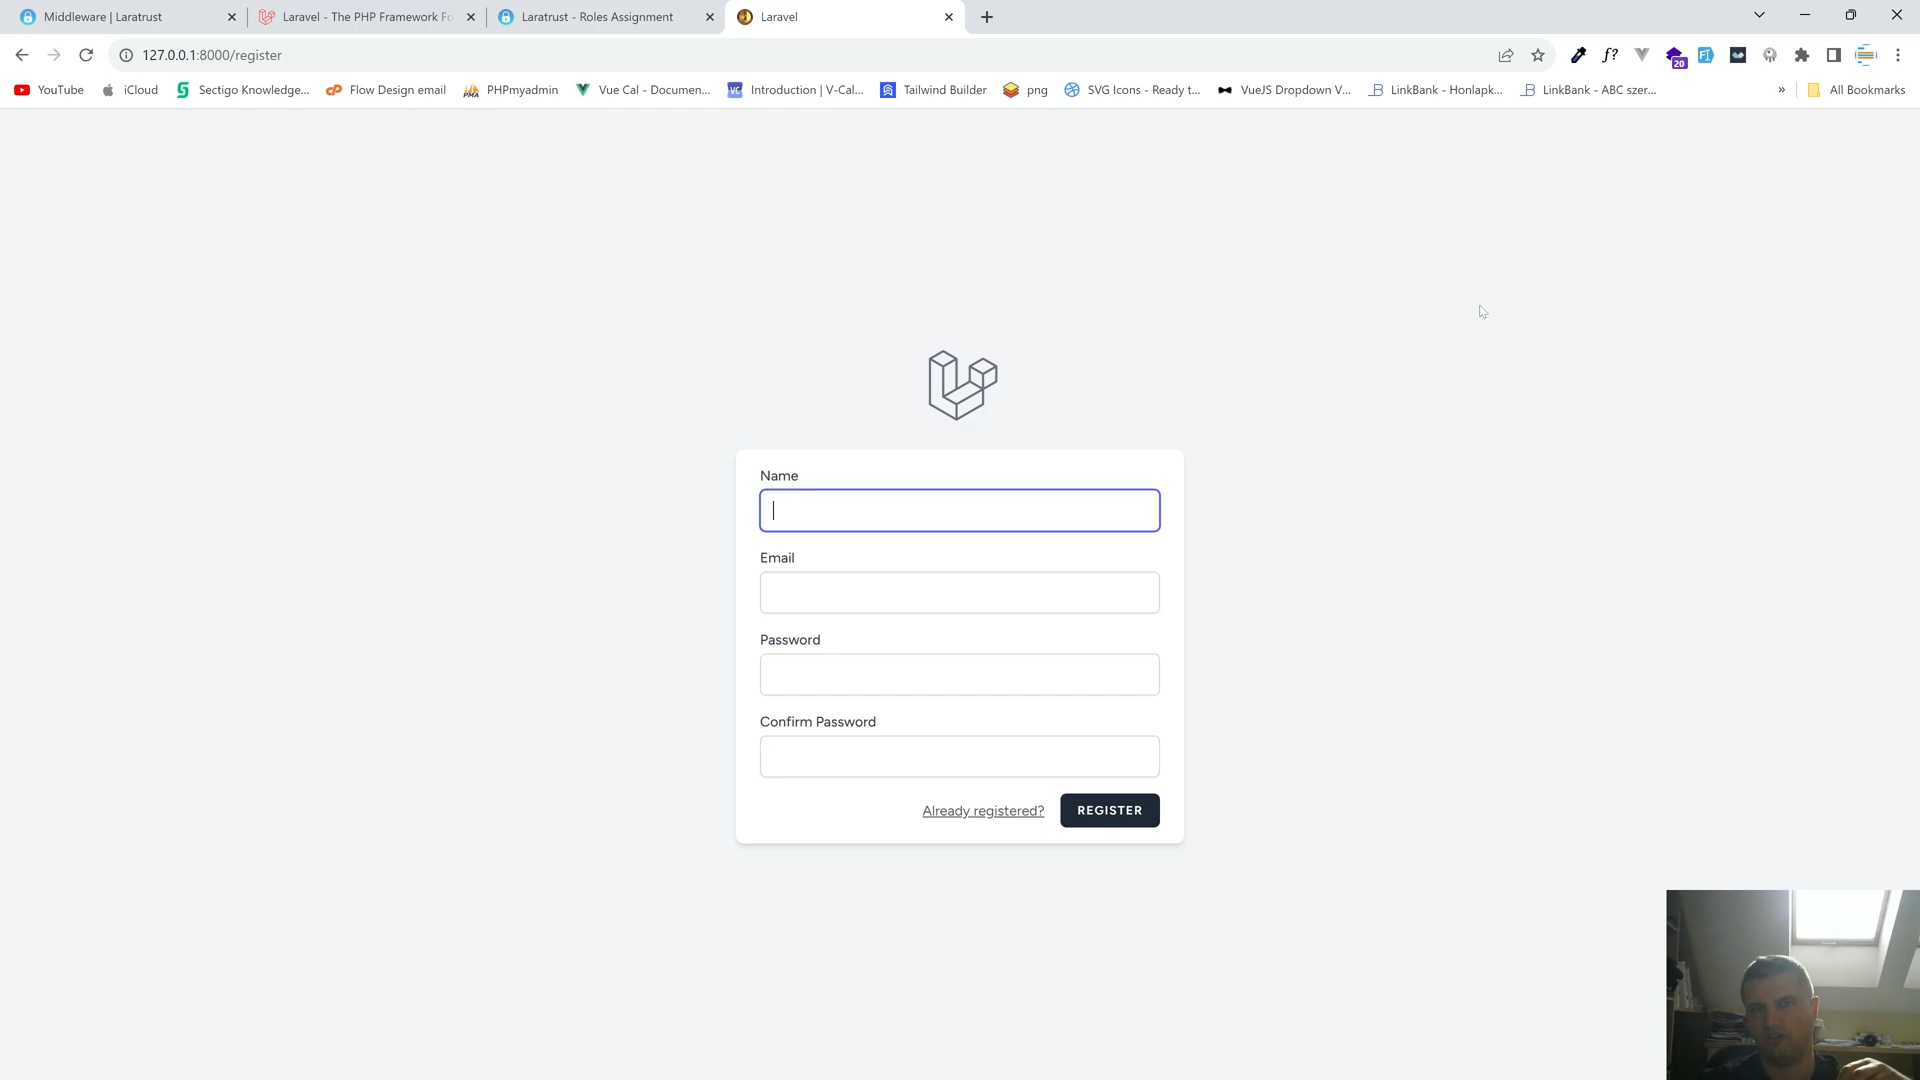 Middleware | Laratrust
Laravel - The PHP Framework Fo
Laratrust - Roles Assignment
Laravel
127.0.0.1:8000/register
f?
20
YouTube
iCloud
Sectigo Knowledge...
Flow Design email
PHPmyadmin
Vue Cal - Documen...
Introduction | V-Cal...
Tailwind Builder
png
SVG Icons - Ready t...
VueJS Dropdown V...
LinkBank - Honlapk...
LinkBank - ABC szer...
»
All Bookmarks
Name
Email
Password
Confirm Password
Already registered?
REGISTER